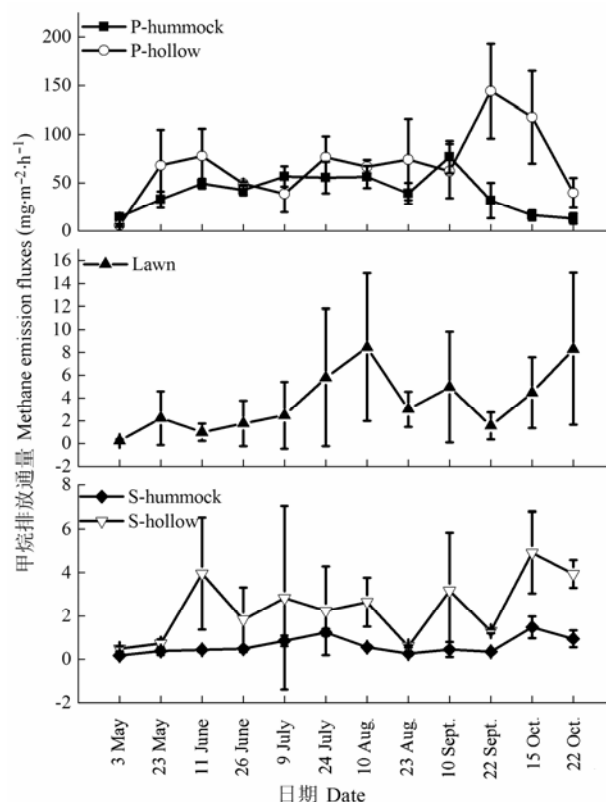 P-hummock
P-hollow
200
150
100
50
0
Lawn
16
14
12
10
8
6
4
2
0
-2
S-hummock
S-hollow
8
6
4
2
0
-2
甲烷排放通量 Methane emission fluxes (mg·m⁻²·h⁻¹)
3 May
23 May
11 June
26 June
9 July
24 July
10 Aug.
23 Aug.
10 Sept.
22 Sept.
15 Oct.
22 Oct.
日期 Date